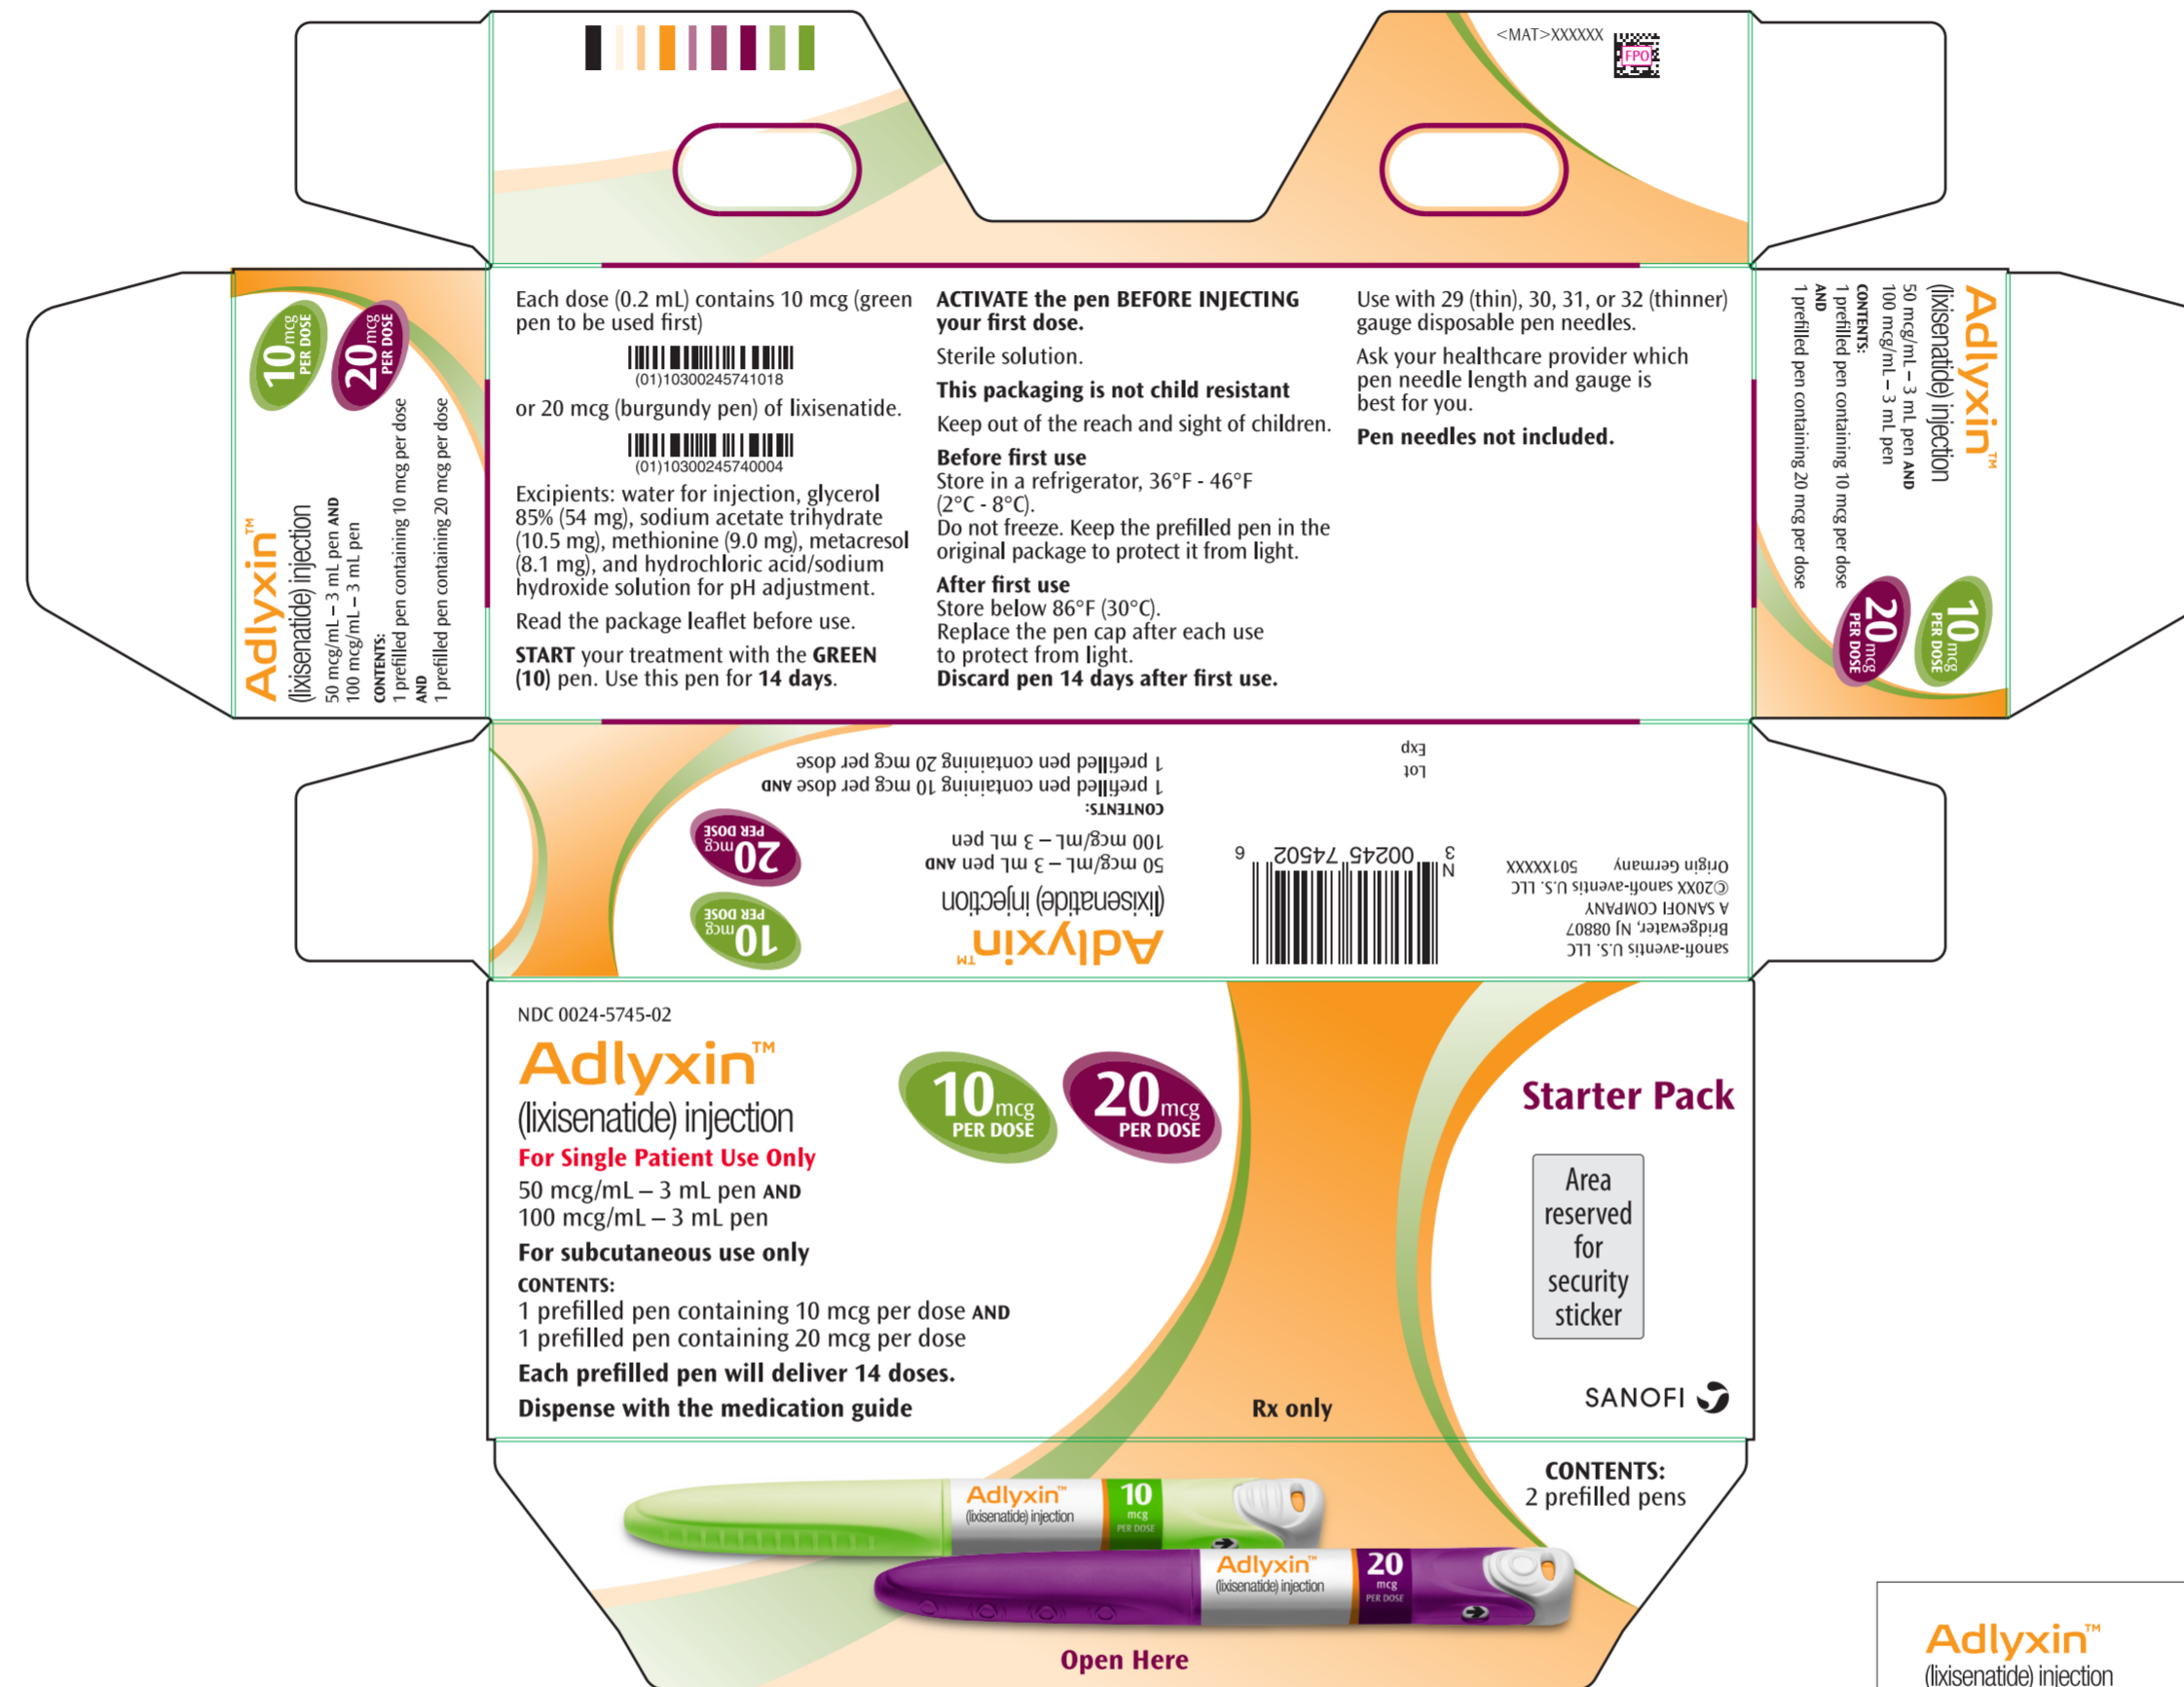 <MAT>XXXXXX
FPO
10 mcg
PER DOSE
20 mcg
PER DOSE
Adlyxin™
(lixisenatide) injection
50 mcg/mL – 3 mL pen AND
100 mcg/mL – 3 mL pen
CONTENTS:
1 prefilled pen containing 10 mcg per dose
AND
1 prefilled pen containing 20 mcg per dose
Each dose (0.2 mL) contains 10 mcg (green
pen to be used first)
(01)10300245741018
or 20 mcg (burgundy pen) of lixisenatide.
(01)10300245740004
Excipients: water for injection, glycerol
85% (54 mg), sodium acetate trihydrate
(10.5 mg), methionine (9.0 mg), metacresol
(8.1 mg), and hydrochloric acid/sodium
hydroxide solution for pH adjustment.
Read the package leaflet before use.
START your treatment with the GREEN
(10) pen. Use this pen for 14 days.
ACTIVATE the pen BEFORE INJECTING
your first dose.
Sterile solution.
This packaging is not child resistant
Keep out of the reach and sight of children.
Before first use
Store in a refrigerator, 36°F - 46°F
(2°C - 8°C).
Do not freeze. Keep the prefilled pen in the
original package to protect it from light.
After first use
Store below 86°F (30°C).
Replace the pen cap after each use
to protect from light.
Discard pen 14 days after first use.
Use with 29 (thin), 30, 31, or 32 (thinner)
gauge disposable pen needles.
Ask your healthcare provider which
pen needle length and gauge is
best for you.
Pen needles not included.
Adlyxin™
(lixisenatide) injection
50 mcg/mL – 3 mL pen AND
100 mcg/mL – 3 mL pen
CONTENTS:
1 prefilled pen containing 10 mcg per dose
AND
1 prefilled pen containing 20 mcg per dose
20 mcg
PER DOSE
10 mcg
PER DOSE
sanofi-aventis U.S. LLC
Bridgewater, NJ 08807
A SANOFI COMPANY
©20XX sanofi-aventis U.S. LLC
Origin Germany 501XXXXX
N
3 00245 74502 6
Lot
Exp
Adlyxin™
(lixisenatide) injection
50 mcg/mL – 3 mL pen AND
100 mcg/mL – 3 mL pen
CONTENTS:
1 prefilled pen containing 10 mcg per dose AND
1 prefilled pen containing 20 mcg per dose
10 mcg
PER DOSE
20 mcg
PER DOSE
NDC 0024-5745-02
Adlyxin™
(lixisenatide) injection
For Single Patient Use Only
50 mcg/mL – 3 mL pen AND
100 mcg/mL – 3 mL pen
For subcutaneous use only
CONTENTS:
1 prefilled pen containing 10 mcg per dose AND
1 prefilled pen containing 20 mcg per dose
Each prefilled pen will deliver 14 doses.
Dispense with the medication guide
10 mcg
PER DOSE
20 mcg
PER DOSE
Rx only
Starter Pack
Area
reserved
for
security
sticker
SANOFI
CONTENTS:
2 prefilled pens
Adlyxin™
(lixisenatide) injection
10
mcg
PER DOSE
Adlyxin™
(lixisenatide) injection
20
mcg
PER DOSE
Open Here
Adlyxin™
(lixisenatide) injection